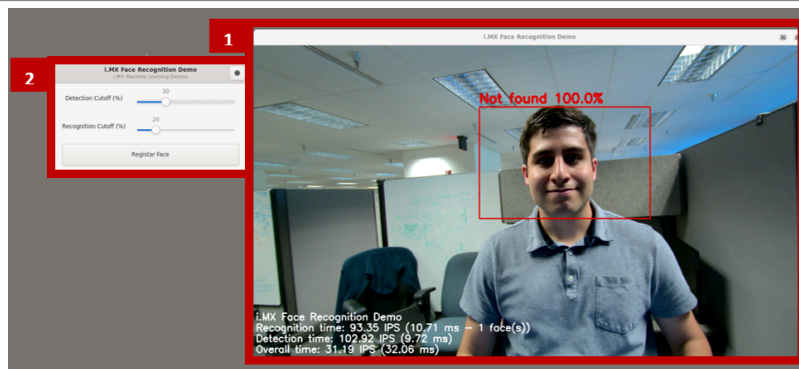 1
i.MX Face Recognition Demo
2
i.MX Face Recognition Demo
i.MX Machine Learning Demos
Detection Cutoff (%)
30
Recognition Cutoff (%)
20
Registar Face
Not found 100.0%
i.MX Face Recognition Demo
Recognition time: 93.35 IPS (10.71 ms - 1 face(s))
Detection time: 102.92 IPS (9.72 ms)
Overall time: 31.19 IPS (32.06 ms)